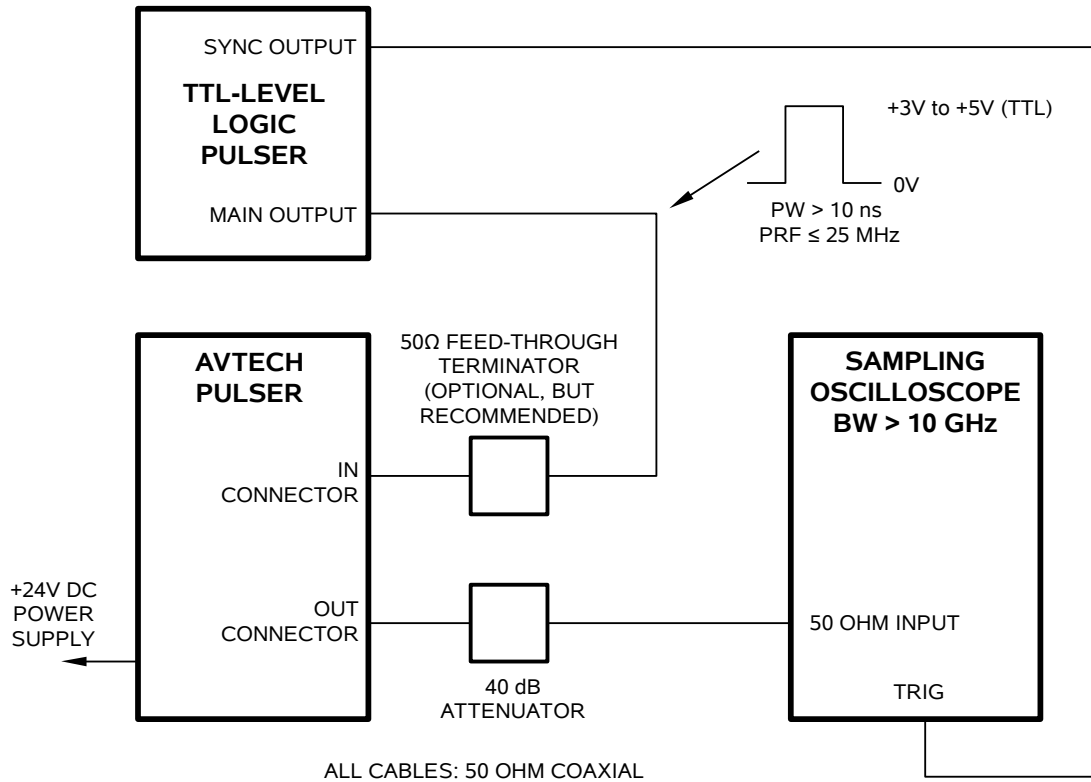 SYNC OUTPUT
TTL-LEVEL
LOGIC
PULSER
MAIN OUTPUT
+3V to +5V (TTL)
0V
PW > 10 ns
PRF ≤ 25 MHz
AVTECH
PULSER
50Ω FEED-THROUGH
TERMINATOR
(OPTIONAL, BUT
RECOMMENDED)
IN
CONNECTOR
OUT
CONNECTOR
+24V DC
POWER
SUPPLY
40 dB
ATTENUATOR
SAMPLING
OSCILLOSCOPE
BW > 10 GHz
50 OHM INPUT
TRIG
ALL CABLES: 50 OHM COAXIAL